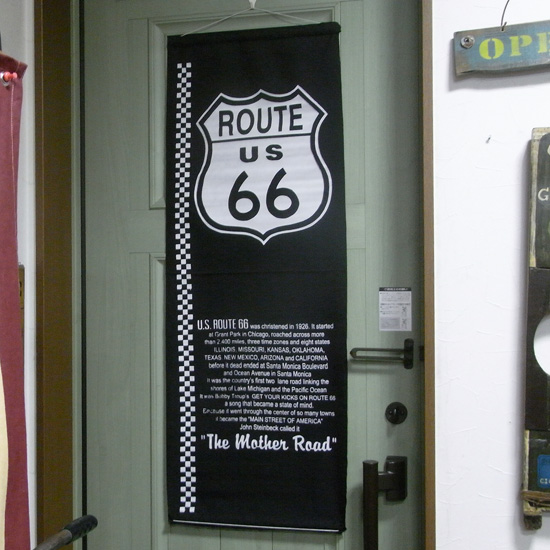 ROUTE
US
66
U.S. ROUTE 66 was christened in 1926. It started
at Grant Park in Chicago, roached across more
than 2,400 miles, three time zones and eight states
ILLINOIS, MISSOURI, KANSAS, OKLAHOMA,
TEXAS, NEW MEXICO, ARIZONA and CALIFORNIA
before it dead ended at Santa Monica Boulevard
and Ocean Avenue in Santa Monica
It was the country's first two lane road linking the
shores of Lake Michigan and the Pacific Ocean
It was Bobby Troup's GET YOUR KICKS ON ROUTE 66
a song that became a state of mind.
it went through the center of so many towns
it became the "MAIN STREET OF AMERICA"
John Steinbeck called it
"The Mother Road"
OPE
G